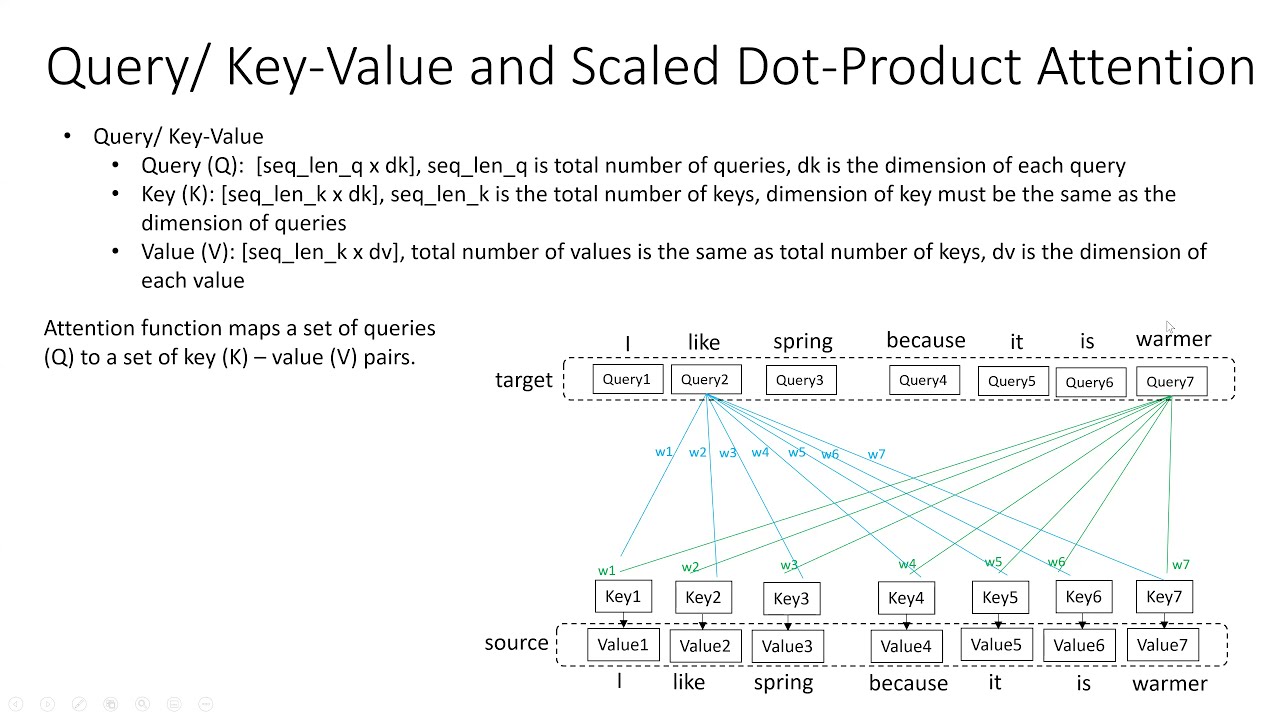 Query/ Key-Value and Scaled Dot-Product Attention
• Query/ Key-Value
• Query (Q): [seq_len_q x dk], seq_len_q is total number of queries, dk is the dimension of each query
• Key (K): [seq_len_k x dk], seq_len_k is the total number of keys, dimension of key must be the same as the
dimension of queries
• Value (V): [seq_len_k x dv], total number of values is the same as total number of keys, dv is the dimension of
each value
Attention function maps a set of queries
(Q) to a set of key (K) – value (V) pairs.
I like spring because it is warmer
target Query1 Query2 Query3 Query4 Query5 Query6 Query7
w1 w2 w3 w4 w5 w6 w7
w1 w2 w3 w4 w5 w6 w7
Key1 Key2 Key3 Key4 Key5 Key6 Key7
source Value1 Value2 Value3 Value4 Value5 Value6 Value7
I like spring because it is warmer